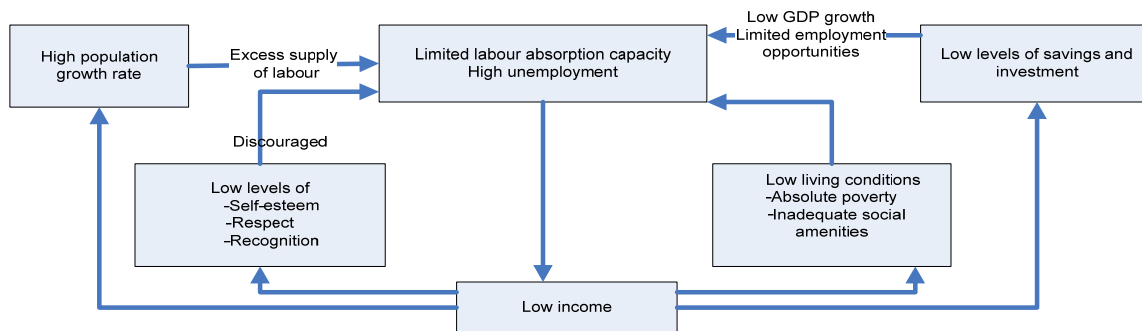 High population
growth rate
Excess supply
of labour
Limited labour absorption capacity
High unemployment
Low GDP growth
Limited employment
opportunities
Low levels of savings and
investment
Discouraged
Low levels of
-Self-esteem
-Respect
-Recognition
Low living conditions
-Absolute poverty
-Inadequate social
amenities
Low income